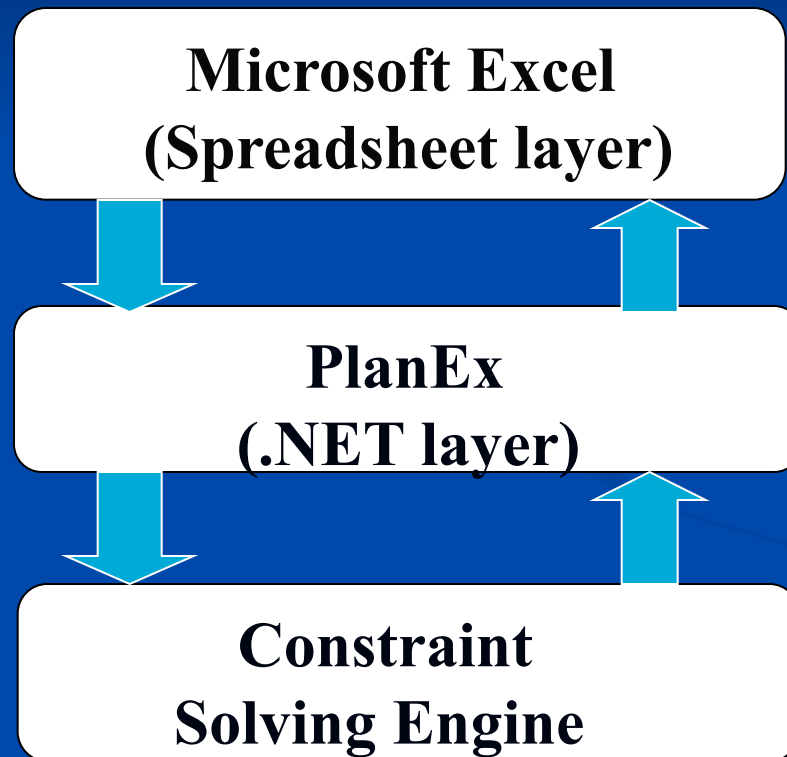 Microsoft Excel
(Spreadsheet layer)
PlanEx
(.NET layer)
Constraint
Solving Engine